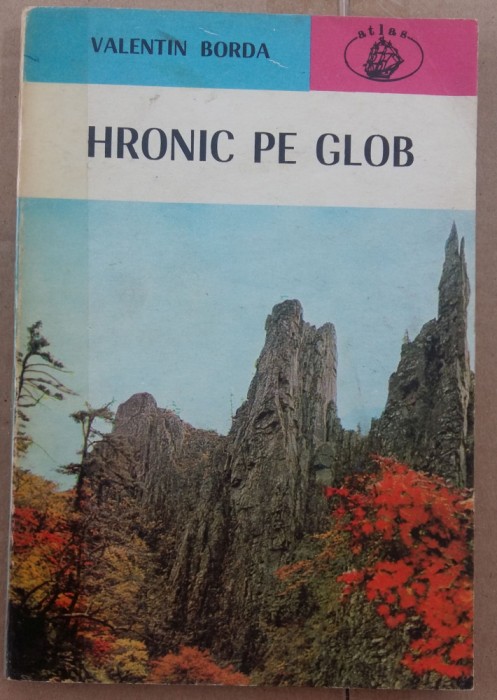 VALENTIN BORDA
atlas
HRONIC PE GLOB